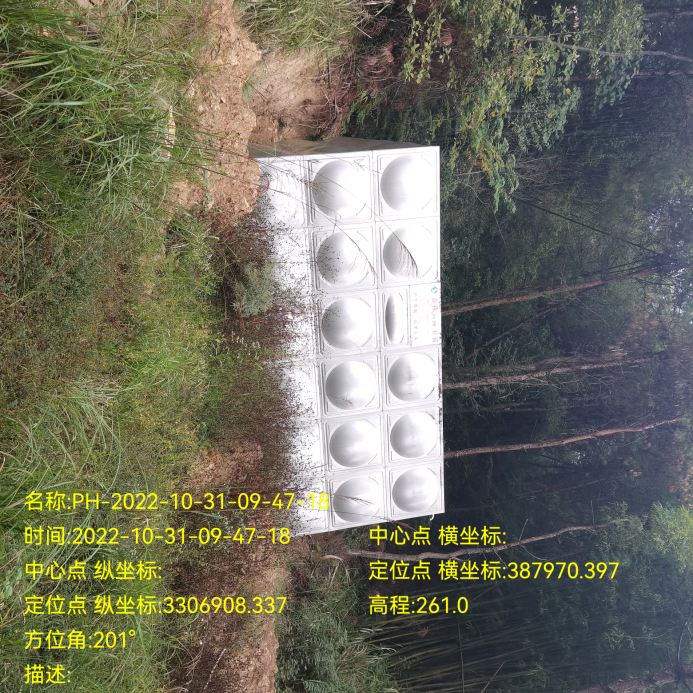 名称:PH-2022-10-31-09-47-18
时间:2022-10-31-09-47-18
中心点 横坐标:
中心点 纵坐标:
定位点 横坐标:387970.397
定位点 纵坐标:3306908.337
高程:261.0
方位角:201°
描述: